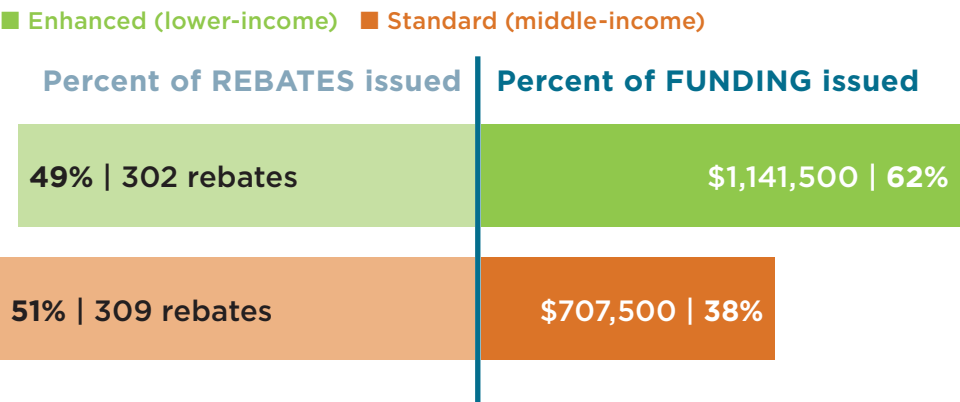 Enhanced (lower-income) Standard (middle-income)
Percent of REBATES issued Percent of FUNDING issued
49% | 302 rebates $1,141,500 | 62%
51% | 309 rebates $707,500 | 38%